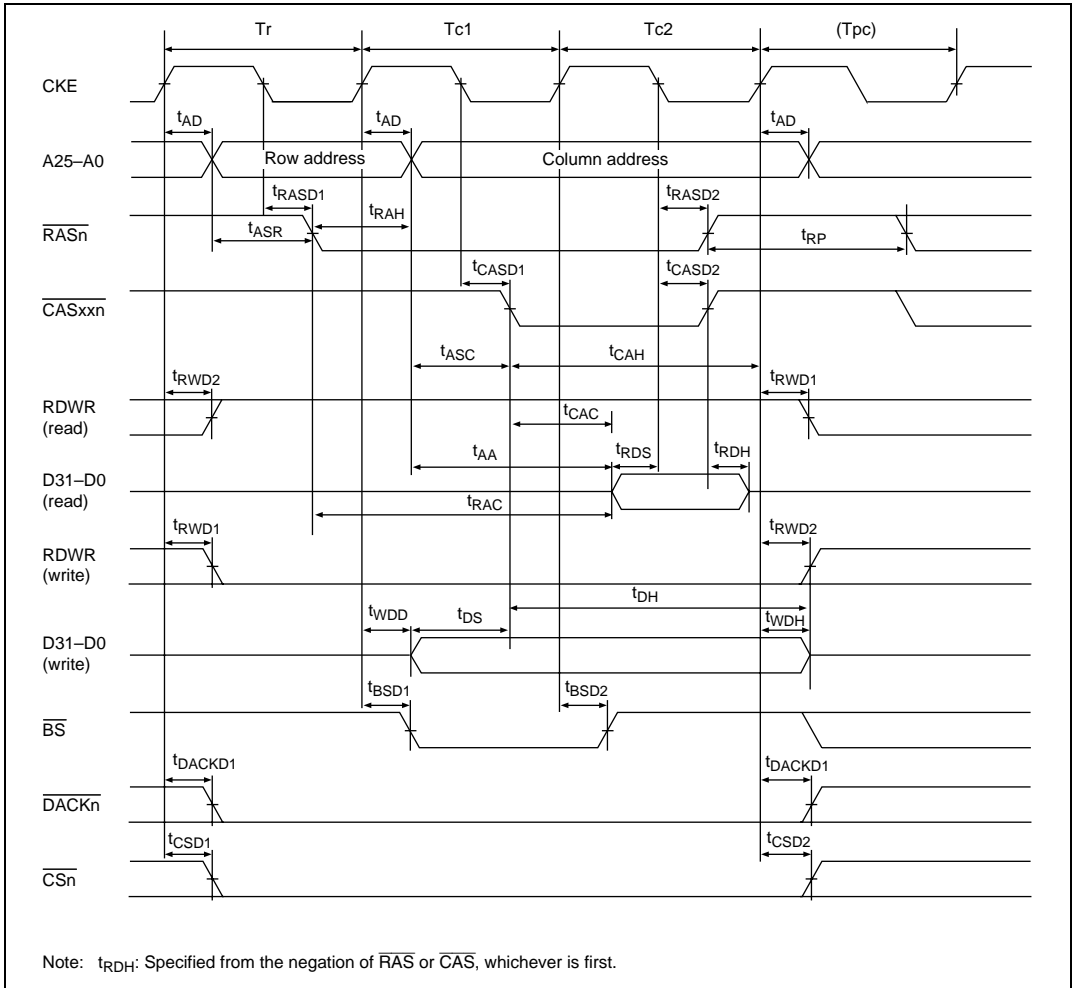 Tr Tc1 Tc2 (Tpc)
CKE
tAD tAD tAD
A25–A0 Row address Column address
tRASD1 tRASD2
tRAH
RASn tASR tRP
tCASD1 tCASD2
CASxxn
tASC tCAH
tRWD2 tRWD1
RDWR
(read)
tCAC
tAA tRDS tRDH
D31–D0
(read)
tRAC
tRWD1 tRWD2
RDWR
(write)
tDH
tWDD tDS tWDH
D31–D0
(write)
tBSD1 tBSD2
BS
tDACKD1 tDACKD1
DACKn
tCSD1 tCSD2
CSn
Note: tRDH: Specified from the negation of RAS or CAS, whichever is first.